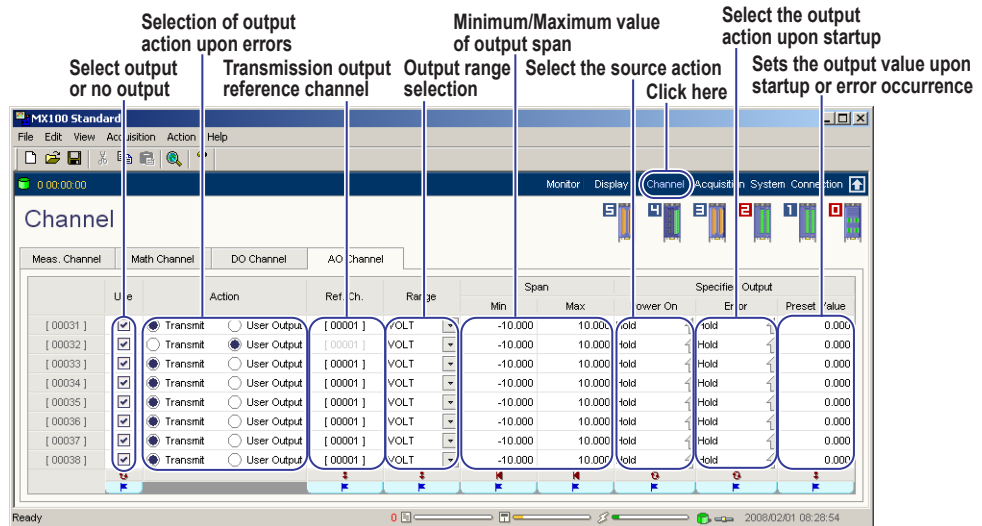 Selection of output
action upon errors
Minimum/Maximum value
of output span
Select the output
action upon startup
Select output
or no output
Transmission output
reference channel
Output range
selection
Select the source action
Click here
Sets the output value upon
startup or error occurrence
MX100 Standard
File Edit View Acquisition Action Help
0 00:00:00
Monitor Display Channel Acquisition System Connection
Channel
5 4 3 2 1 0
Meas. Channel Math Channel DO Channel AO Channel
Use Action Ref. Ch. Range Span Specified Output
Min Max Power On Error Preset Value
[ 00031 ] Transmit User Output [ 00001 ] VOLT -10.000 10.000 Hold Hold 0.000
[ 00032 ] Transmit User Output [ 00001 ] VOLT -10.000 10.000 Hold Hold 0.000
[ 00033 ] Transmit User Output [ 00001 ] VOLT -10.000 10.000 Hold Hold 0.000
[ 00034 ] Transmit User Output [ 00001 ] VOLT -10.000 10.000 Hold Hold 0.000
[ 00035 ] Transmit User Output [ 00001 ] VOLT -10.000 10.000 Hold Hold 0.000
[ 00036 ] Transmit User Output [ 00001 ] VOLT -10.000 10.000 Hold Hold 0.000
[ 00037 ] Transmit User Output [ 00001 ] VOLT -10.000 10.000 Hold Hold 0.000
[ 00038 ] Transmit User Output [ 00001 ] VOLT -10.000 10.000 Hold Hold 0.000
Ready 0 2008/02/01 08:28:54